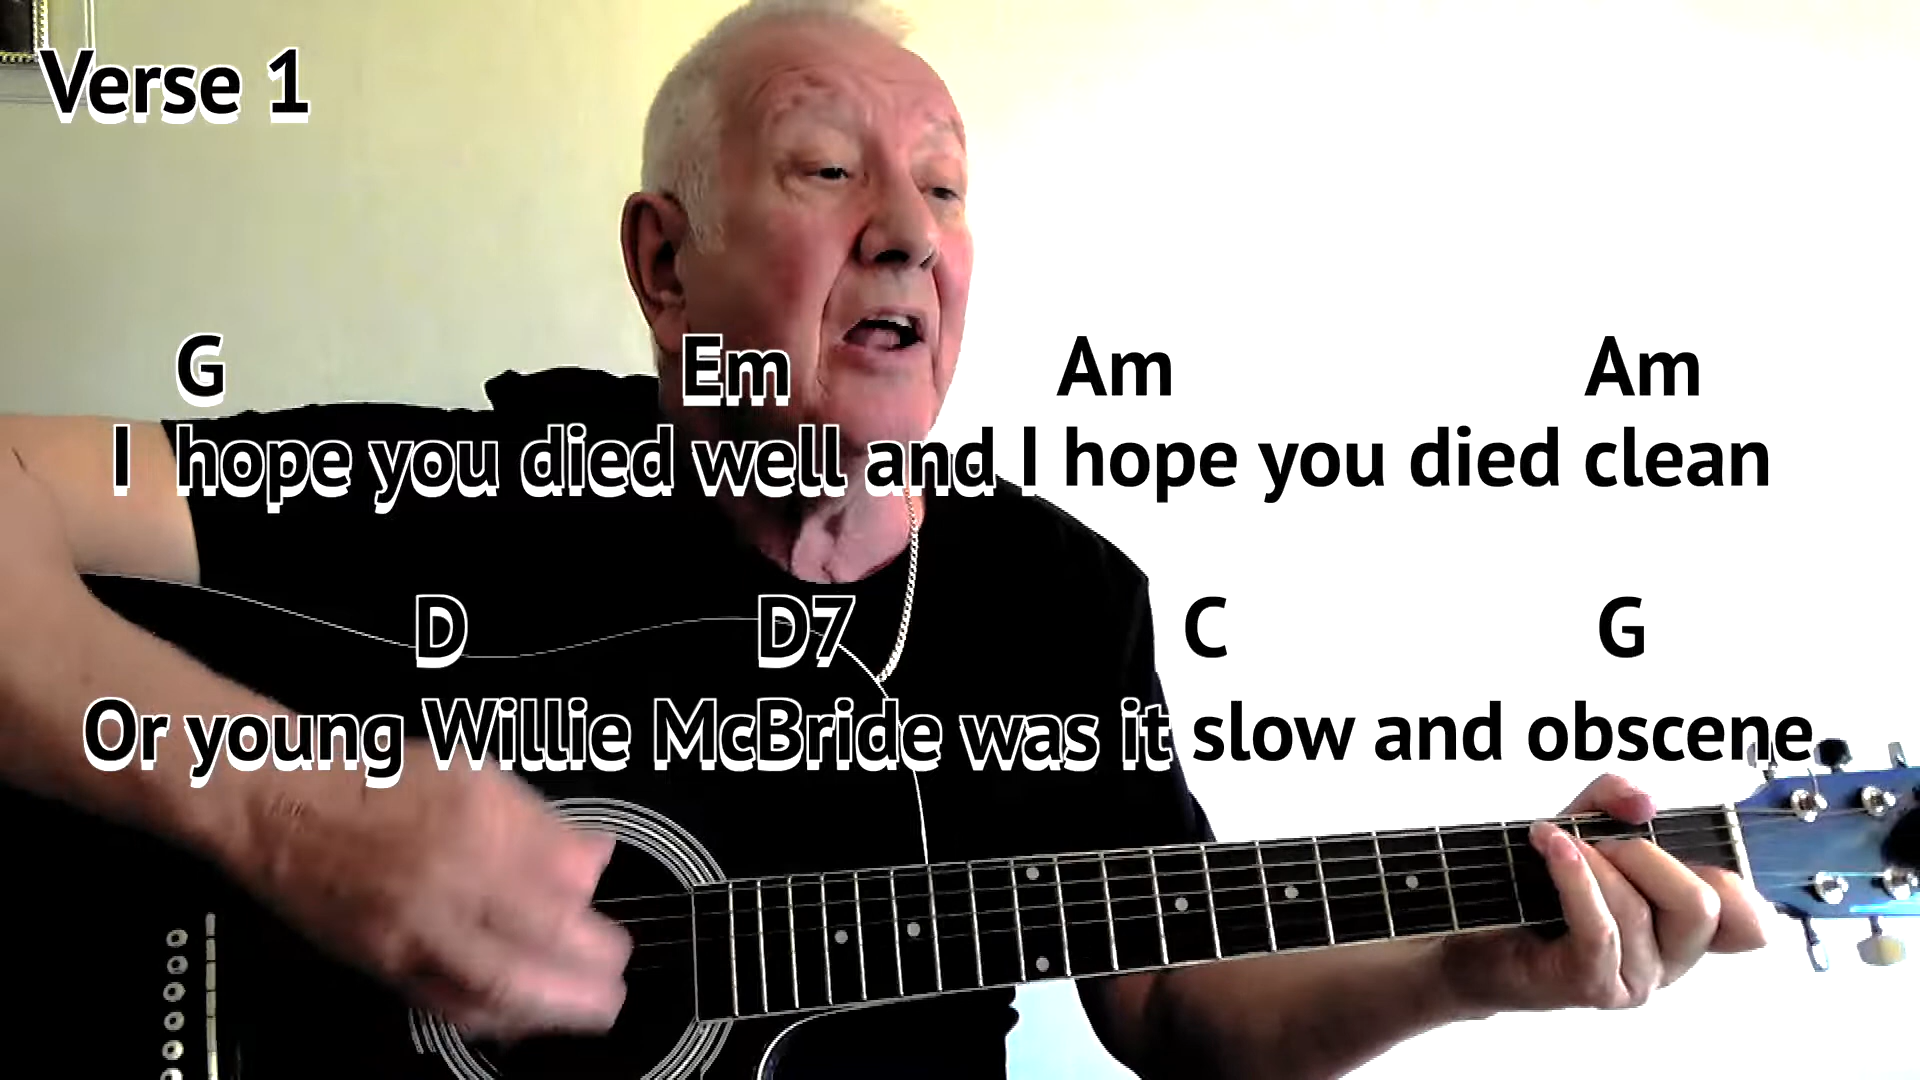 Verse 1
G Em Am Am
I hope you died well and I hope you died clean
D D7 C G
Or young Willie McBride was it slow and obscene